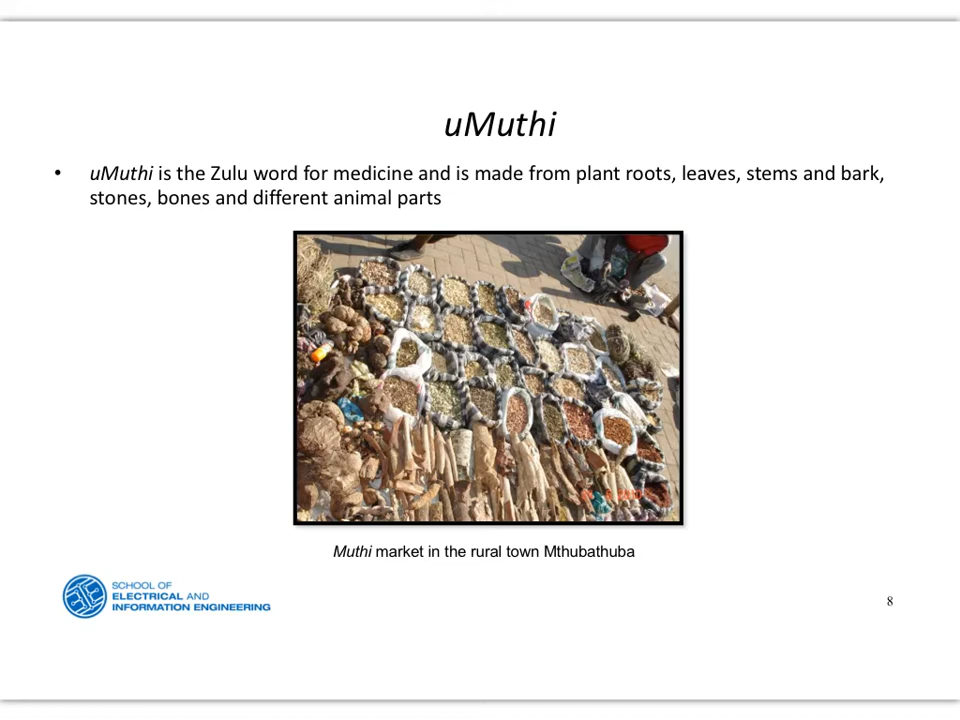 uMuthi
• uMuthi is the Zulu word for medicine and is made from plant roots, leaves, stems and bark,
stones, bones and different animal parts
Muthi market in the rural town Mthubathuba
SCHOOL OF
ELECTRICAL AND
INFORMATION ENGINEERING
8